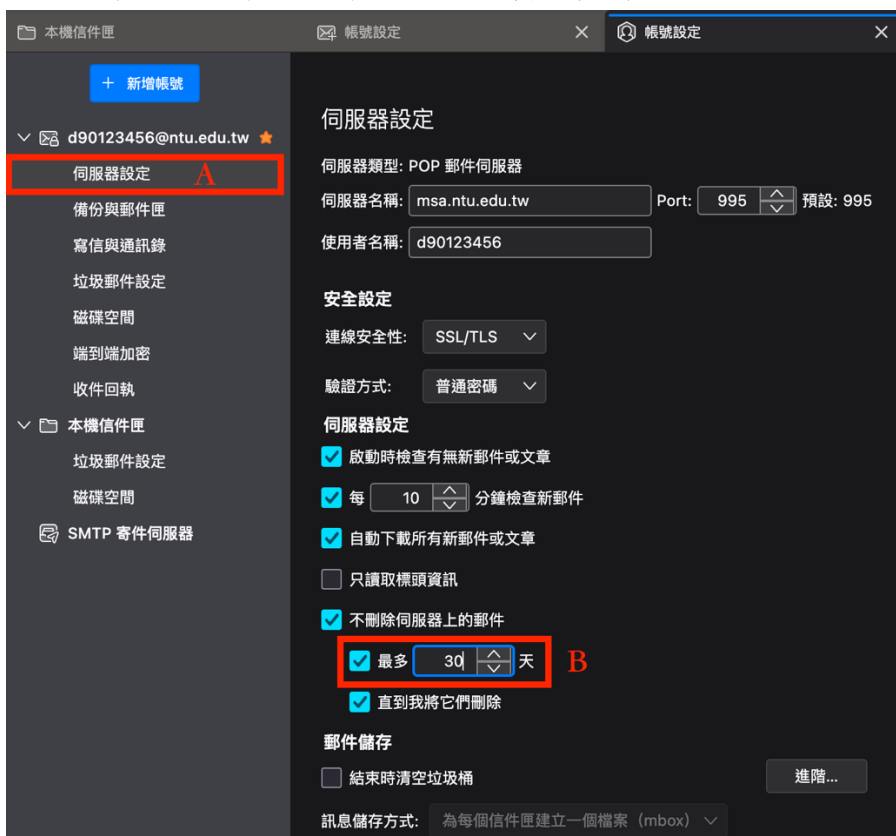 本機信件匣
帳號設定
帳號設定
+ 新增帳號
d90123456@ntu.edu.tw
伺服器設定 A
備份與郵件匣
寫信與通訊錄
垃圾郵件設定
磁碟空間
端到端加密
收件回執
本機信件匣
垃圾郵件設定
磁碟空間
SMTP 寄件伺服器
伺服器設定
伺服器類型: POP 郵件伺服器
伺服器名稱: msa.ntu.edu.tw Port: 995 預設: 995
使用者名稱: d90123456
安全設定
連線安全性: SSL/TLS
驗證方式: 普通密碼
伺服器設定
啟動時檢查有無新郵件或文章
每 10 分鐘檢查新郵件
自動下載所有新郵件或文章
只讀取標頭資訊
不刪除伺服器上的郵件
最多 30 天 B
直到我將它們刪除
郵件儲存
結束時清空垃圾桶 進階...
訊息儲存方式: 為每個信件匣建立一個檔案 (mbox)